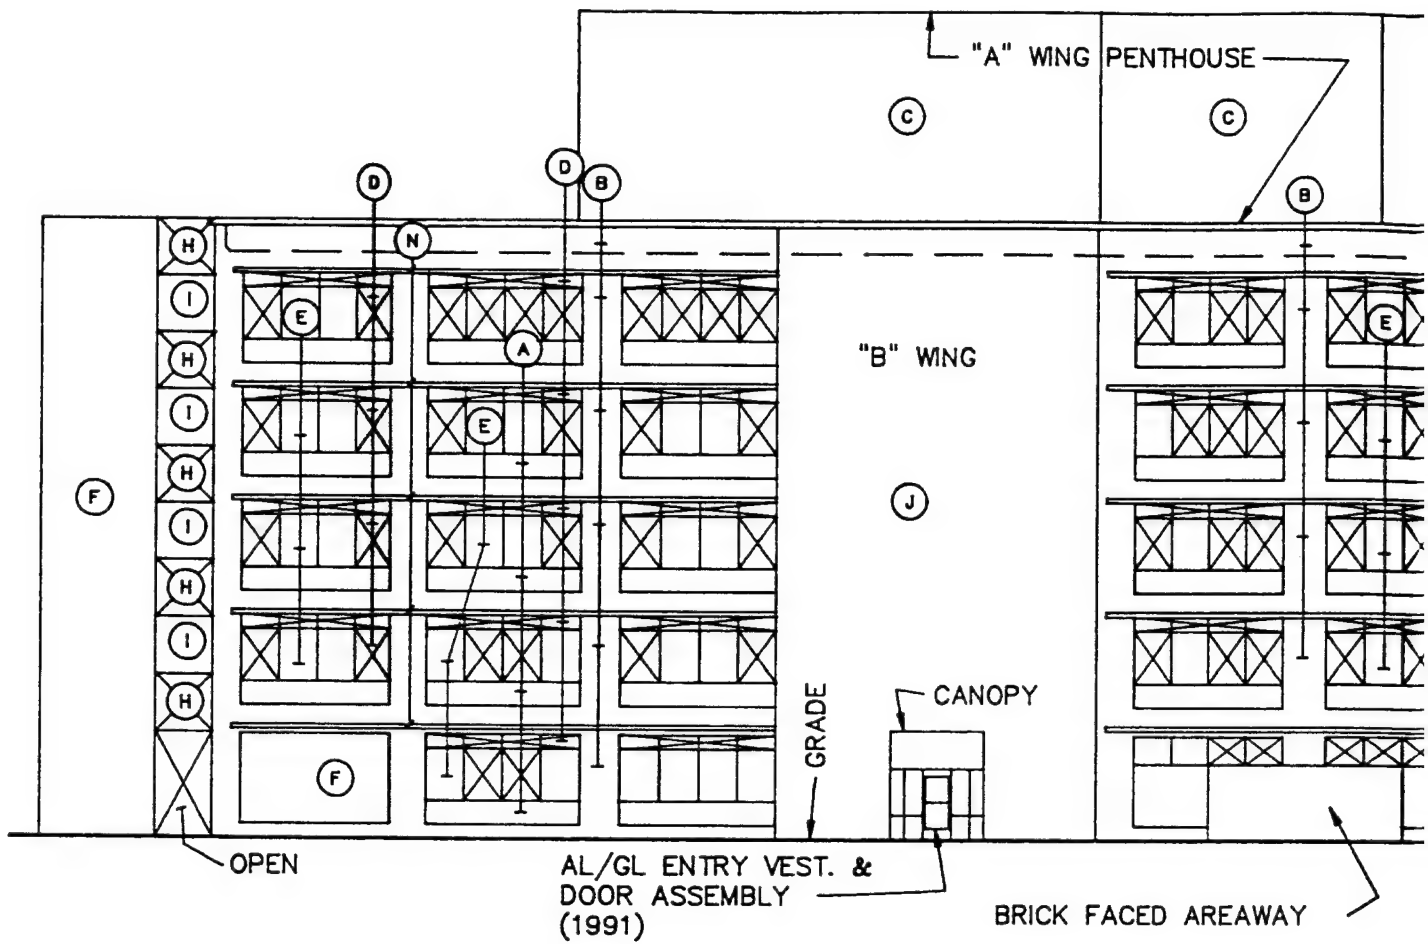 "A" WING PENTHOUSE
C
C
D
D
B
B
H
N
I
E
E
A
"B" WING
H
I
E
H
F
J
I
H
I
H
CANOPY
GRADE
F
OPEN
AL/GL ENTRY VEST. &
DOOR ASSEMBLY
(1991)
BRICK FACED AREAWAY